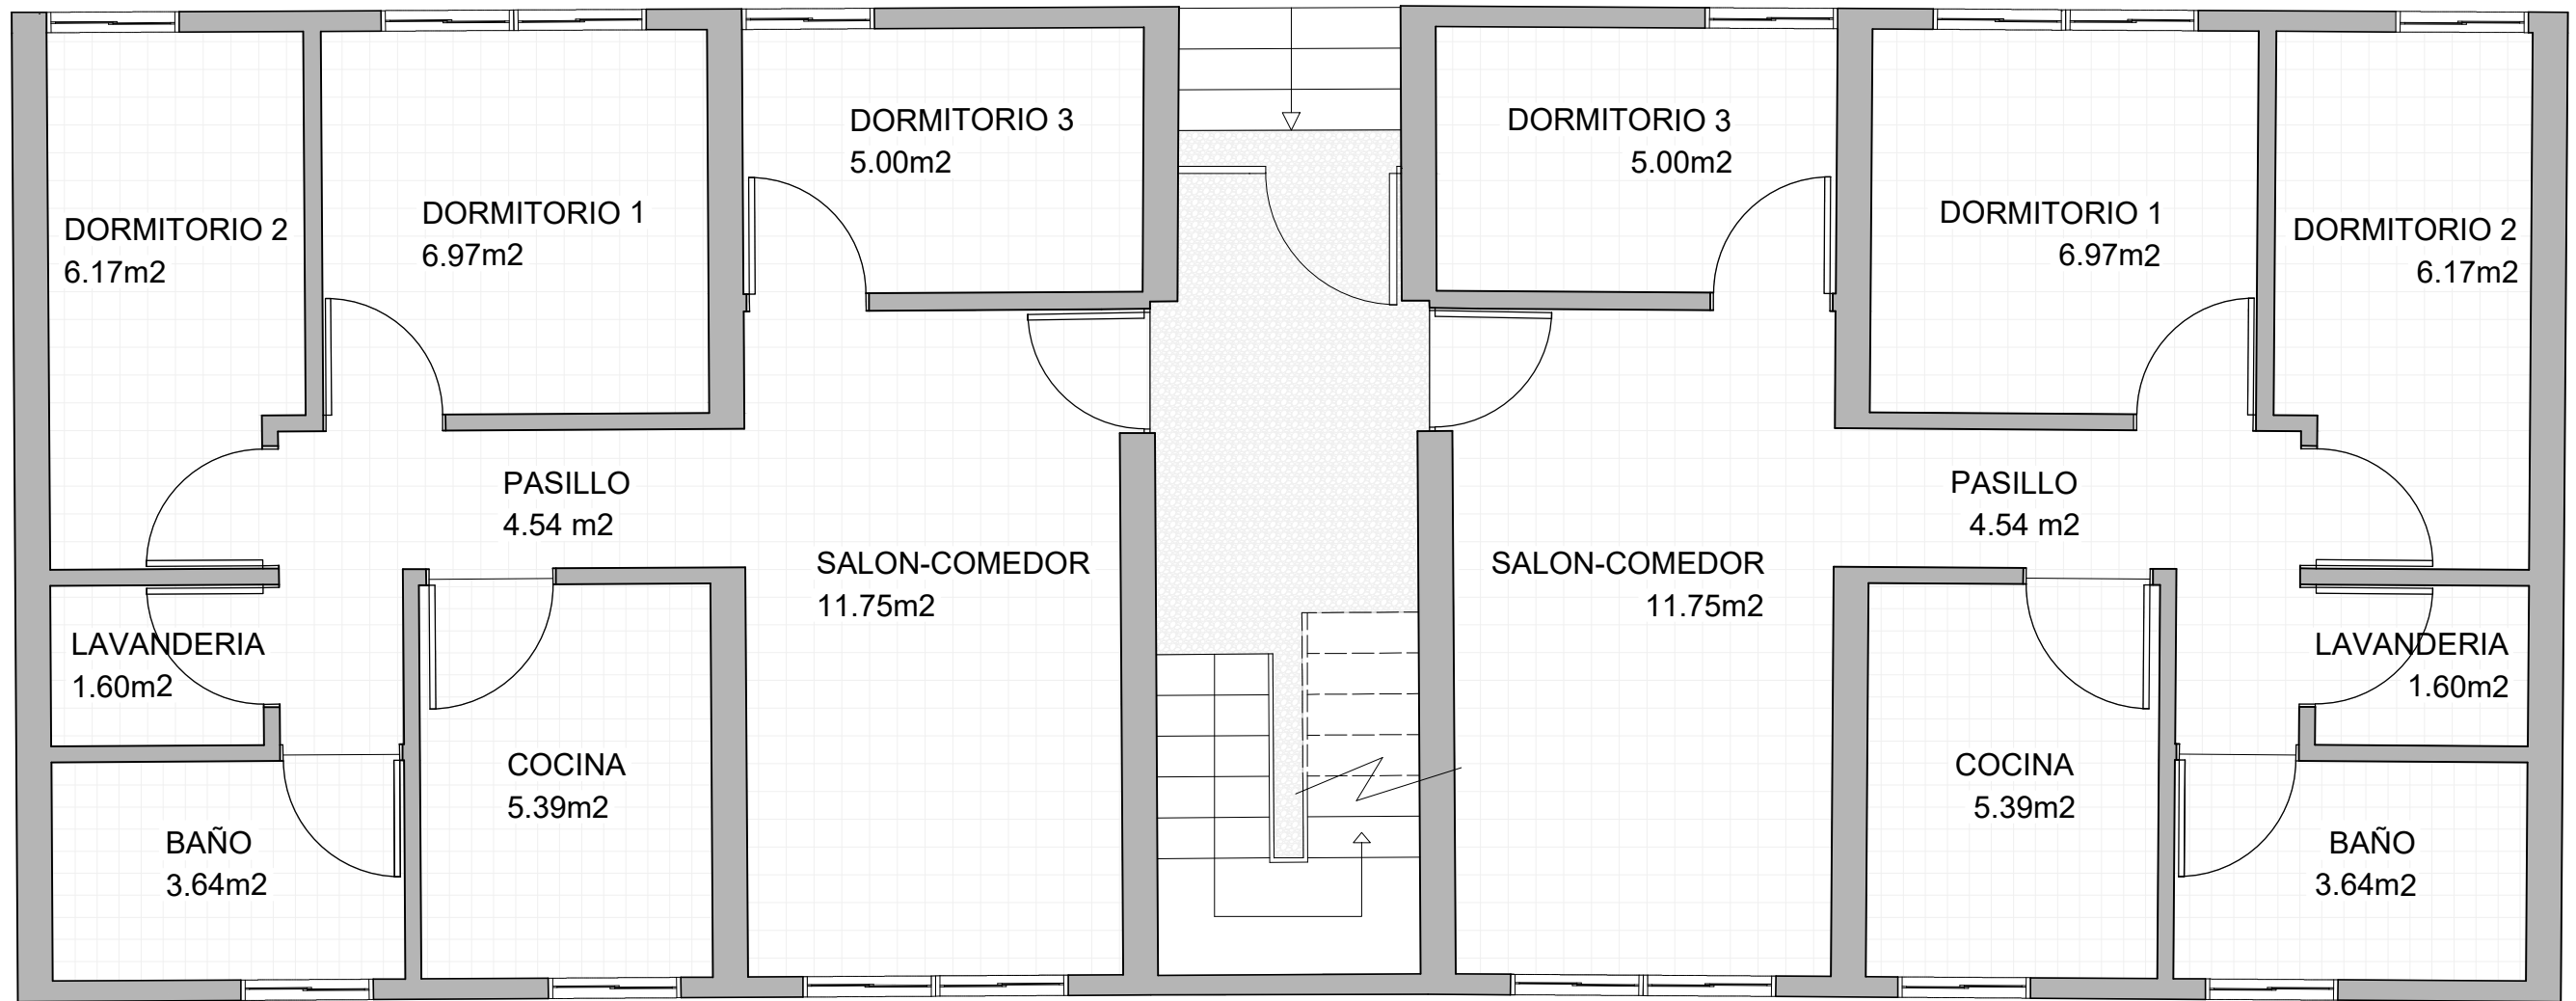 DORMITORIO 2
6.17m2
DORMITORIO 1
6.97m2
DORMITORIO 3
5.00m2
PASILLO
4.54 m2
SALON-COMEDOR
11.75m2
LAVANDERIA
1.60m2
COCINA
5.39m2
BAÑO
3.64m2
DORMITORIO 3
5.00m2
DORMITORIO 1
6.97m2
DORMITORIO 2
6.17m2
PASILLO
4.54 m2
SALON-COMEDOR
11.75m2
LAVANDERIA
1.60m2
COCINA
5.39m2
BAÑO
3.64m2